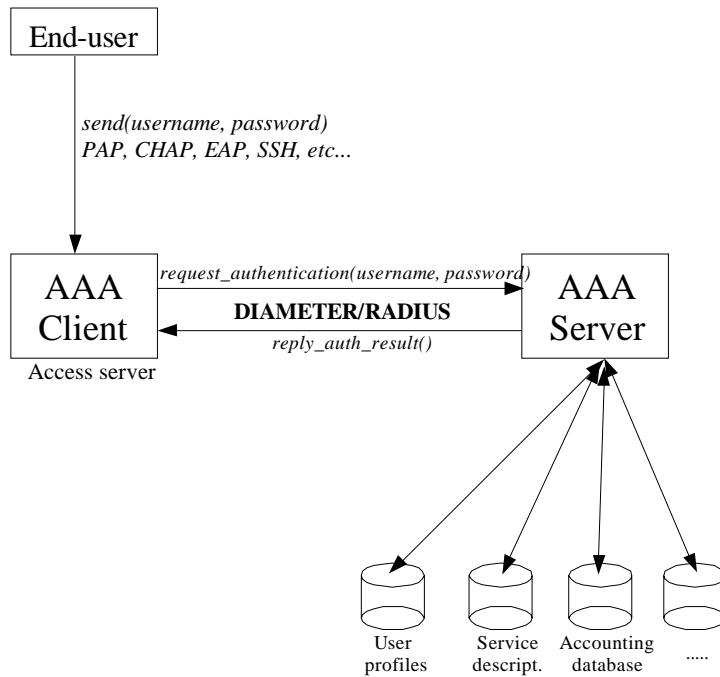 End-user
send(username, password)
PAP, CHAP, EAP, SSH, etc...
AAA
Client
Access server
request_authentication(username, password)
DIAMETER/RADIUS
reply_auth_result()
AAA
Server
User
profiles
Service
descript.
Accounting
database
.....